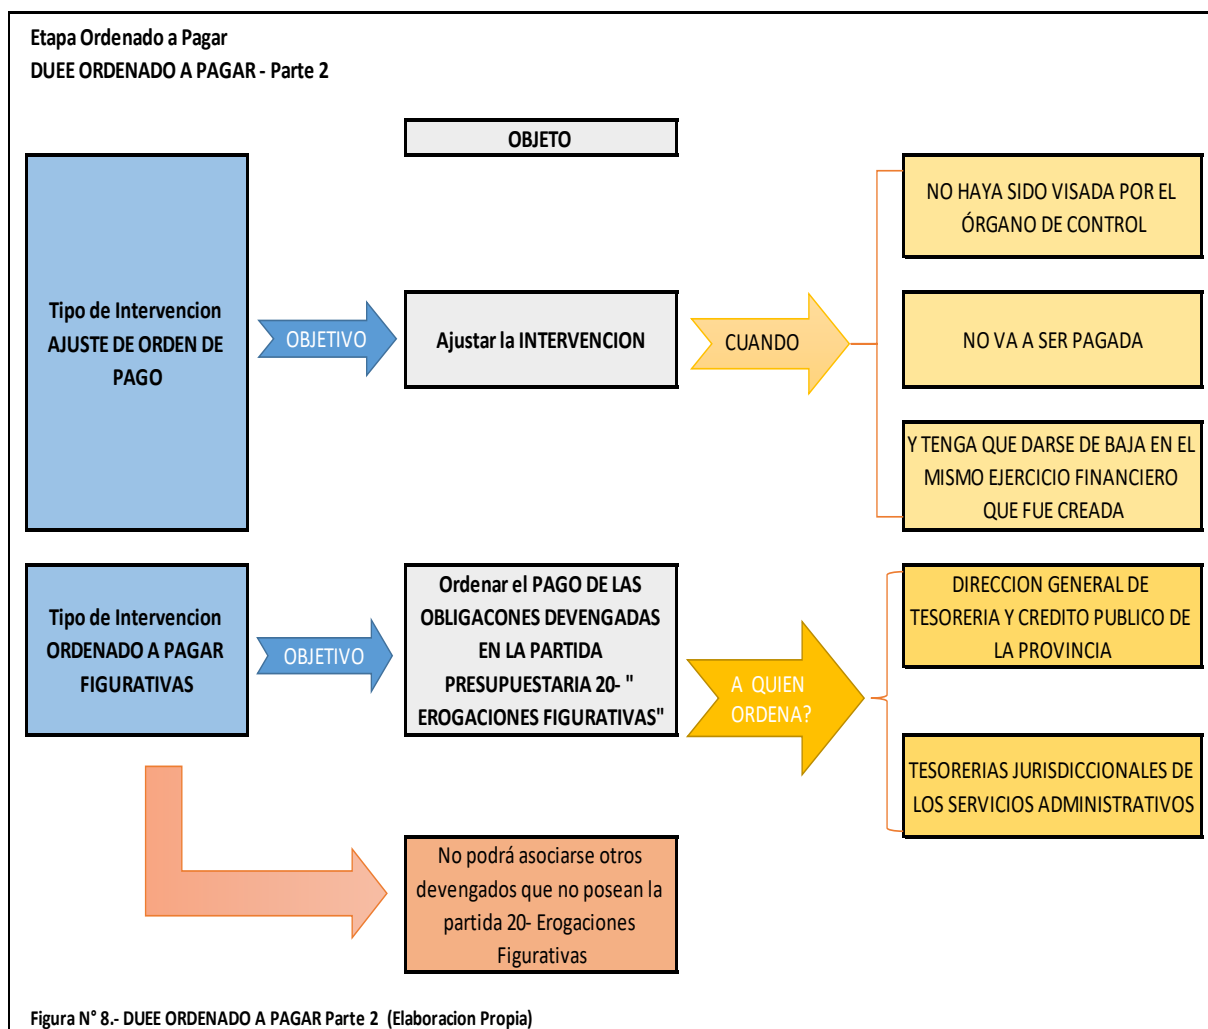 Etapa Ordenado a Pagar
DUEE ORDENADO A PAGAR - Parte 2
OBJETO
Tipo de Intervencion
AJUSTE DE ORDEN DE
PAGO
OBJETIVO
Ajustar la INTERVENCION
CUANDO
NO HAYA SIDO VISADA POR EL
ÓRGANO DE CONTROL
NO VA A SER PAGADA
Y TENGA QUE DARSE DE BAJA EN EL
MISMO EJERCICIO FINANCIERO
QUE FUE CREADA
Tipo de Intervencion
ORDENADO A PAGAR
FIGURATIVAS
OBJETIVO
Ordenar el PAGO DE LAS
OBLIGACONES DEVENGADAS
EN LA PARTIDA
PRESUPUESTARIA 20- "
EROGACIONES FIGURATIVAS"
A QUIEN
ORDENA?
DIRECCION GENERAL DE
TESORERIA Y CREDITO PUBLICO DE
LA PROVINCIA
TESORERIAS JURISDICCIONALES DE
LOS SERVICIOS ADMINISTRATIVOS
No podrá asociarse otros
devengados que no posean la
partida 20- Erogaciones
Figurativas
Figura N° 8.- DUEE ORDENADO A PAGAR Parte 2 (Elaboracion Propia)